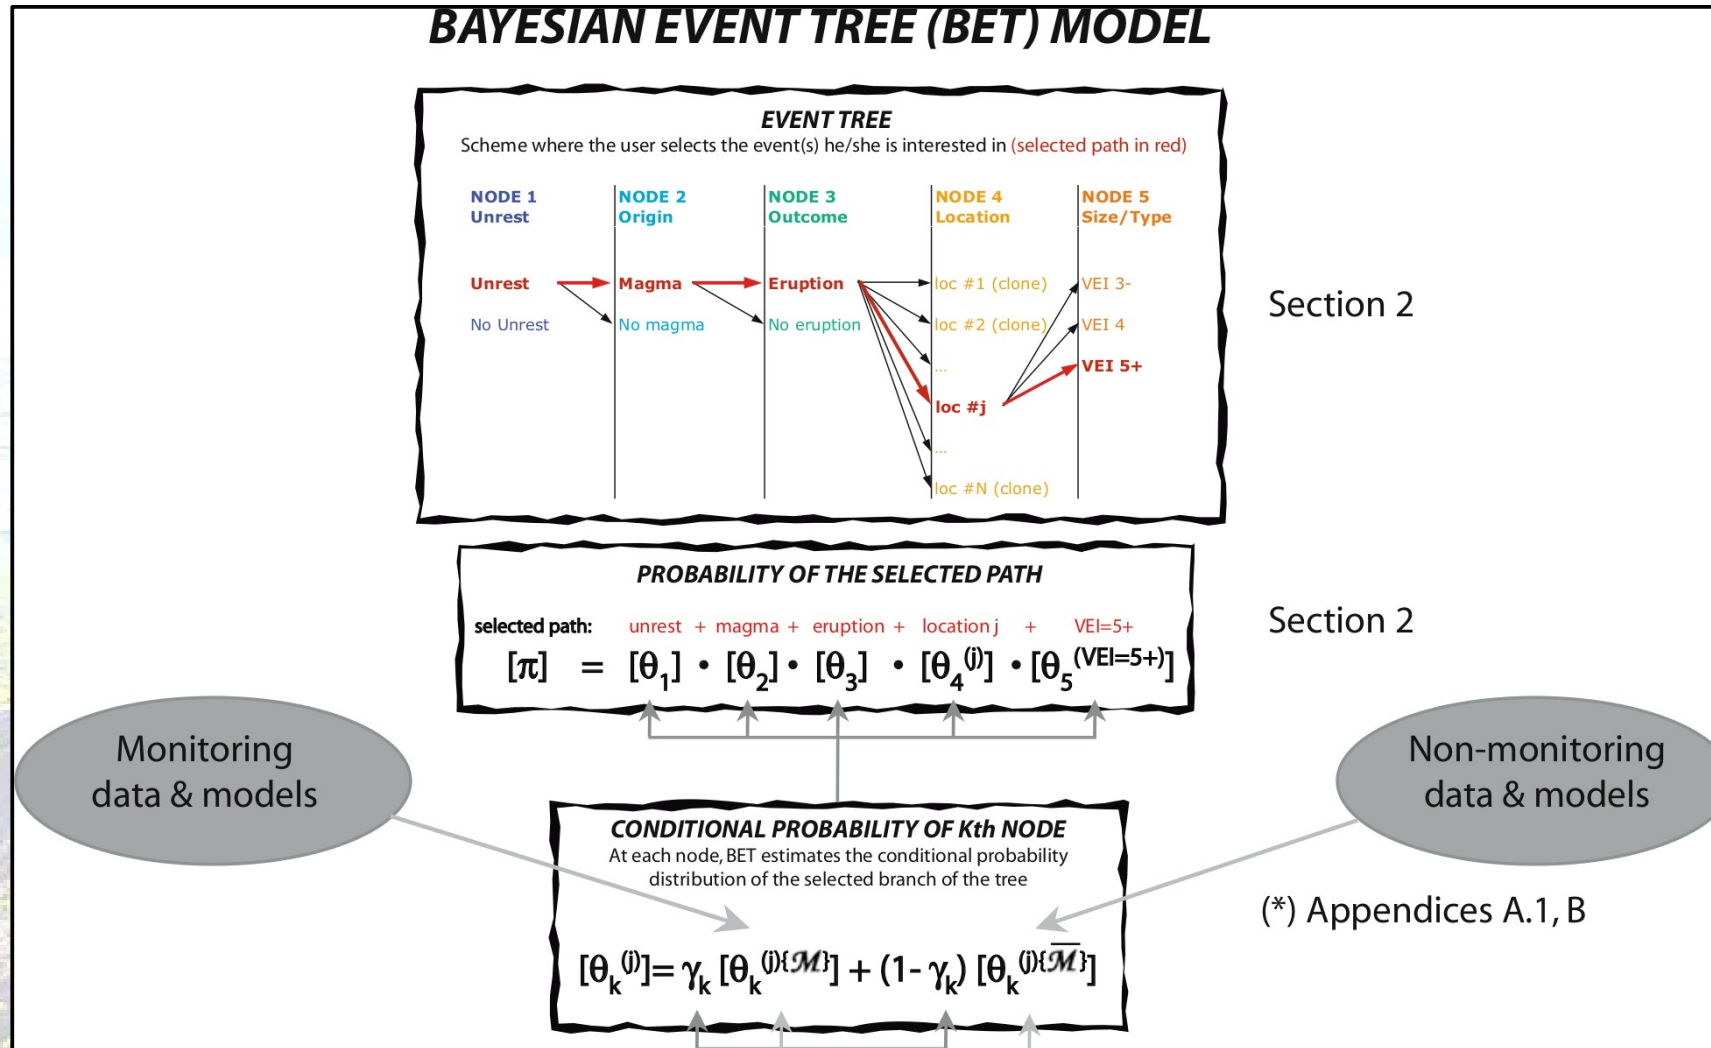 BAYESIAN EVENT TREE (BET) MODEL
EVENT TREE
Scheme where the user selects the event(s) he/she is interested in (selected path in red)
NODE 1 NODE 2 NODE 3 NODE 4 NODE 5
Unrest Origin Outcome Location Size/Type
Unrest Magma Eruption loc #1 (clone) VEI 3-
No Unrest No magma No eruption loc #2 (clone) VEI 4
... VEI 5+
loc #j
...
loc #N (clone)
Section 2
PROBABILITY OF THE SELECTED PATH
selected path: unrest + magma + eruption + location j + VEI=5+
[π] = [θ₁] • [θ₂] • [θ₃] • [θ₄⁽ʲ⁾] • [θ₅^(VEI=5+)]
Section 2
Monitoring
data & models
Non-monitoring
data & models
CONDITIONAL PROBABILITY OF Kth NODE
At each node, BET estimates the conditional probability
distribution of the selected branch of the tree
(*) Appendices A.1, B
[θₖ^(j)]= γₖ [θₖ^(j){ℳ}] + (1- γₖ) [θₖ^(j){ℳ̅}]